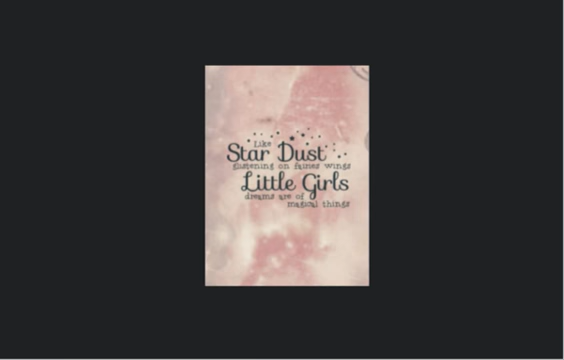 Like
Star Dust
glistening on fairies wings
Little Girls
dreams are of
magical things